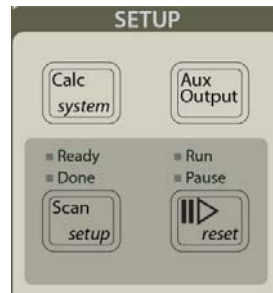 SETUP
Calc
system
Aux
Output
Ready
Done
Run
Pause
Scan
setup
reset